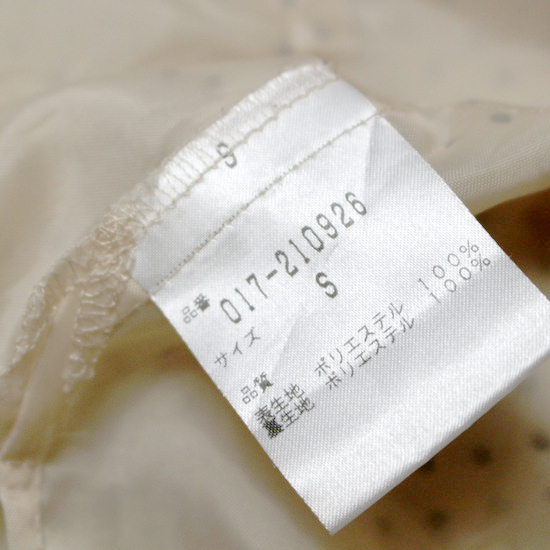 S
品番 017-210926
サイズ S
品質
表生地 ポリエステル 100%
裏生地 ポリエステル 100%